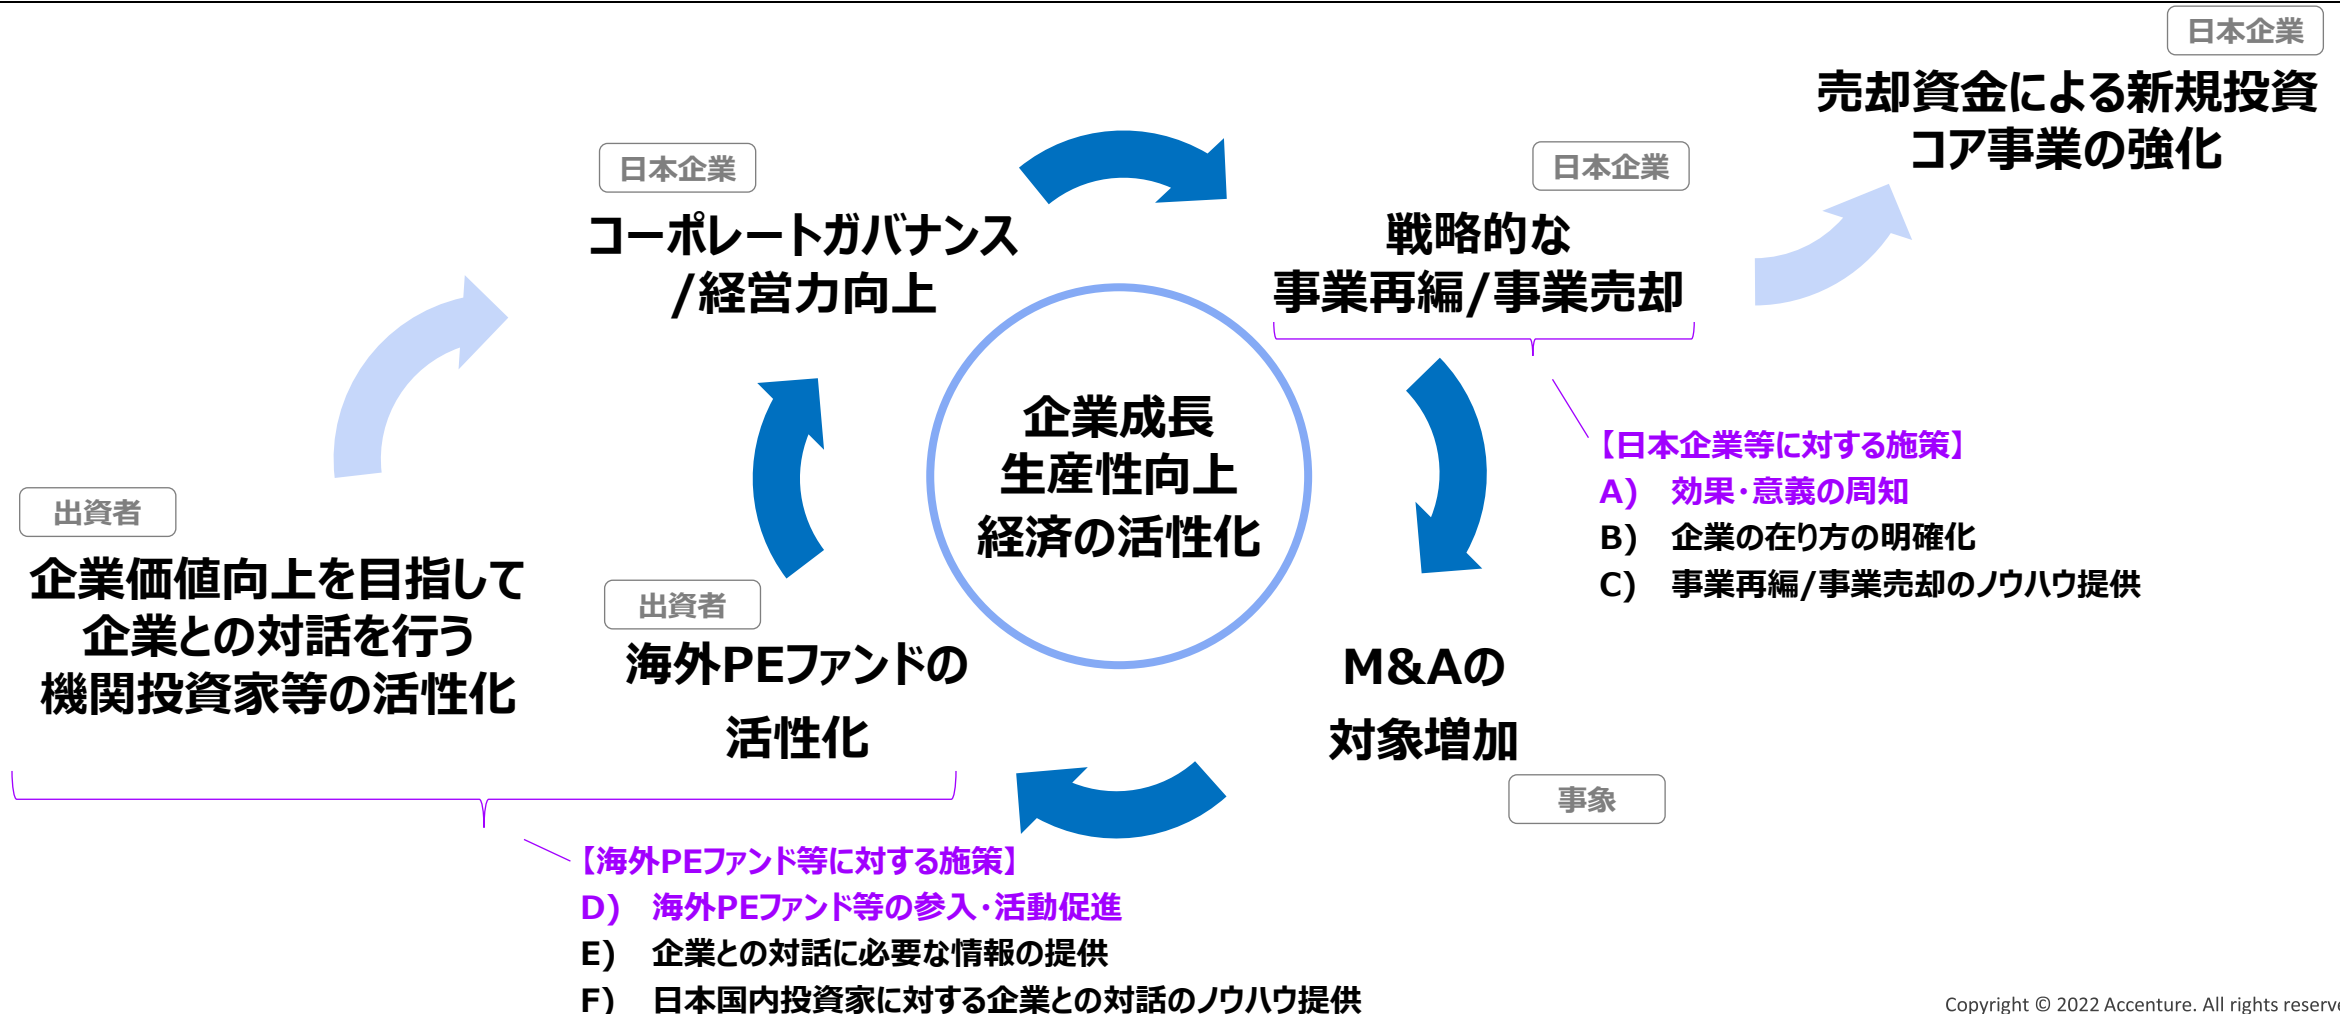 日本企業
売却資金による新規投資
コア事業の強化
日本企業
コーポレートガバナンス
/経営力向上
日本企業
戦略的な
事業再編/事業売却
企業成長
生産性向上
経済の活性化
【日本企業等に対する施策】
A) 効果・意義の周知
B) 企業の在り方の明確化
C) 事業再編/事業売却のノウハウ提供
出資者
企業価値向上を目指して
企業との対話を行う
機関投資家等の活性化
出資者
海外PEファンドの
活性化
M&Aの
対象増加
事象
【海外PEファンド等に対する施策】
D) 海外PEファンド等の参入・活動促進
E) 企業との対話に必要な情報の提供
F) 日本国内投資家に対する企業との対話のノウハウ提供
Copyright © 2022 Accenture. All rights reserve